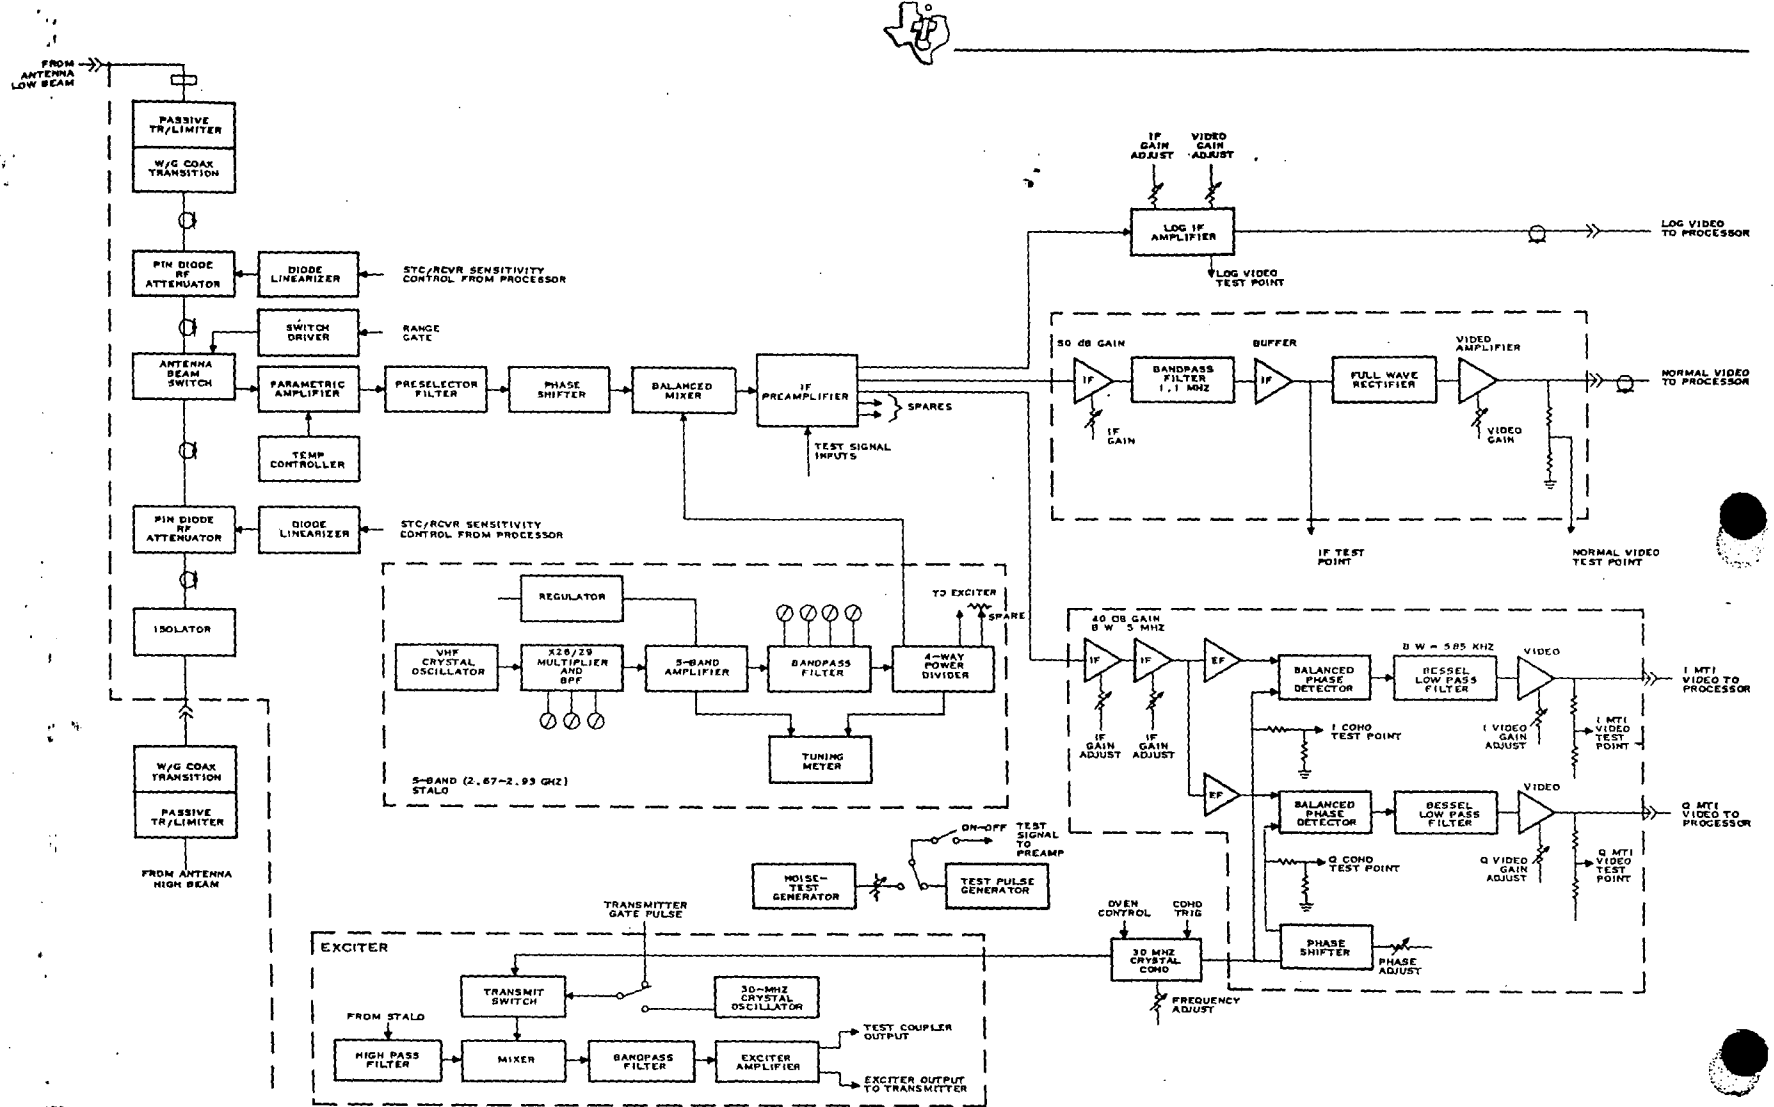 FROM
ANTENNA
LOW BEAM
PASSIVE
TR/LIMITER
W/G COAX
TRANSITION
PIN DIODE
RF
ATTENUATOR
DIODE
LINEARIZER
STC/RCVR SENSITIVITY
CONTROL FROM PROCESSOR
SWITCH
DRIVER
RANGE
GATE
ANTENNA
BEAM
SWITCH
PARAMETRIC
AMPLIFIER
PRESELECTOR
FILTER
PHASE
SHIFTER
BALANCED
MIXER
IF
PREAMPLIFIER
SPARES
TEST SIGNAL
INPUTS
TEMP
CONTROLLER
PIN DIODE
RF
ATTENUATOR
DIODE
LINEARIZER
STC/RCVR SENSITIVITY
CONTROL FROM PROCESSOR
ISOLATOR
W/G COAX
TRANSITION
PASSIVE
TR/LIMITER
FROM ANTENNA
HIGH BEAM
IF
GAIN
ADJUST
VIDEO
GAIN
ADJUST
LOG IF
AMPLIFIER
LOG VIDEO
TEST POINT
LOG VIDEO
TO PROCESSOR
50 dB GAIN
IF
IF
GAIN
BANDPASS
FILTER
1.1 MHZ
BUFFER
IF
FULL WAVE
RECTIFIER
VIDEO
AMPLIFIER
VIDEO
GAIN
NORMAL VIDEO
TO PROCESSOR
IF TEST
POINT
NORMAL VIDEO
TEST POINT
REGULATOR
VHF
CRYSTAL
OSCILLATOR
X28/29
MULTIPLIER
AND
BPF
S-BAND
AMPLIFIER
BANDPASS
FILTER
4-WAY
POWER
DIVIDER
TO EXCITER
SPARE
TUNING
METER
S-BAND (2.67-2.93 GHZ)
STALO
40 DB GAIN
B W 5 MHZ
IF
IF
EF
IF
GAIN
ADJUST
IF
GAIN
ADJUST
BALANCED
PHASE
DETECTOR
B W = 585 KHZ
BESSEL
LOW PASS
FILTER
VIDEO
I MTI
VIDEO TO
PROCESSOR
I COHO
TEST POINT
I VIDEO
GAIN
ADJUST
I MTI
VIDEO
TEST
POINT
EF
BALANCED
PHASE
DETECTOR
BESSEL
LOW PASS
FILTER
VIDEO
Q MTI
VIDEO TO
PROCESSOR
Q COHO
TEST POINT
Q VIDEO
GAIN
ADJUST
Q MTI
VIDEO
TEST
POINT
ON-OFF
TEST
SIGNAL
TO
PREAMP
NOISE-
TEST
GENERATOR
TEST PULSE
GENERATOR
OVEN
CONTROL
COHO
TRIG
30 MHZ
CRYSTAL
COHO
FREQUENCY
ADJUST
PHASE
SHIFTER
PHASE
ADJUST
TRANSMITTER
GATE PULSE
EXCITER
TRANSMIT
SWITCH
30-MHZ
CRYSTAL
OSCILLATOR
FROM STALO
HIGH PASS
FILTER
MIXER
BANDPASS
FILTER
EXCITER
AMPLIFIER
TEST COUPLER
OUTPUT
EXCITER OUTPUT
TO TRANSMITTER